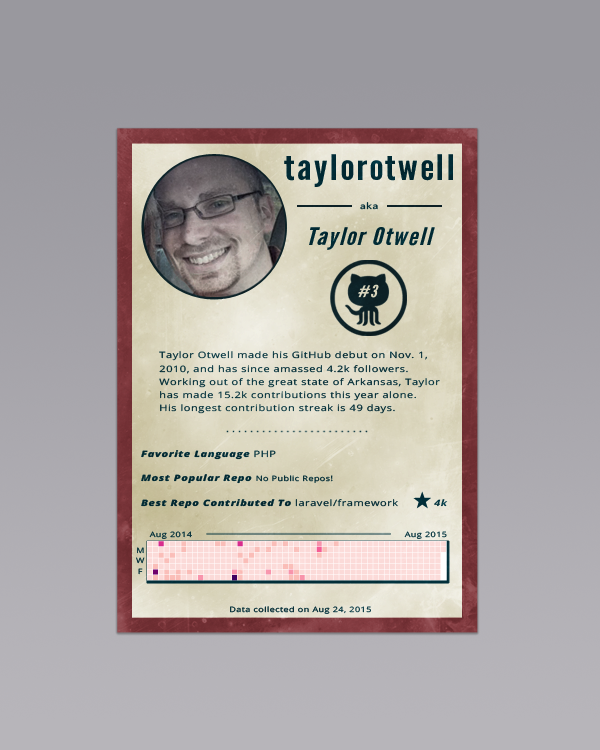 taylorotwell
aka
Taylor Otwell
#3
Taylor Otwell made his GitHub debut on Nov. 1,
2010, and has since amassed 4.2k followers.
Working out of the great state of Arkansas, Taylor
has made 15.2k contributions this year alone.
His longest contribution streak is 49 days.
Favorite Language PHP
Most Popular Repo No Public Repos!
Best Repo Contributed To laravel/framework 4k
Aug 2014 Aug 2015
M
W
F
Data collected on Aug 24, 2015